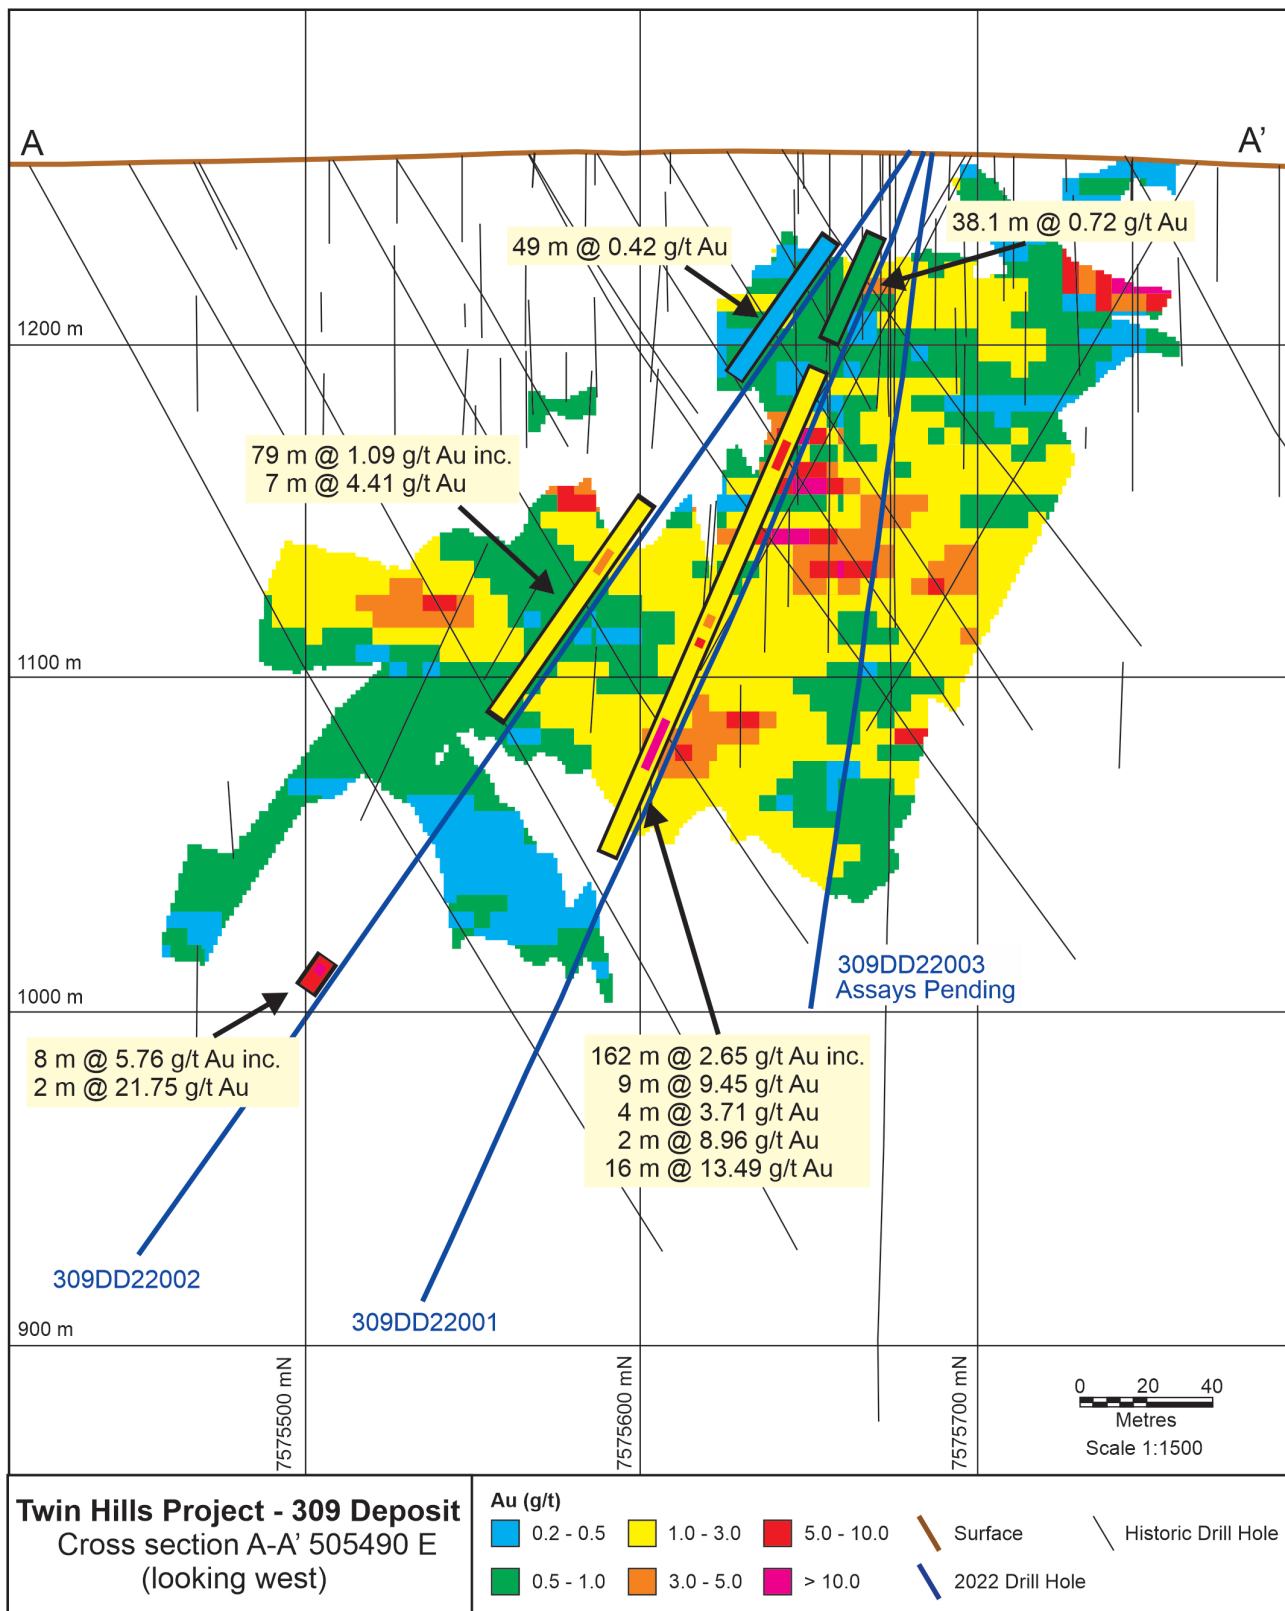 A
A'
38.1 m @ 0.72 g/t Au
49 m @ 0.42 g/t Au
1200 m
79 m @ 1.09 g/t Au inc.
7 m @ 4.41 g/t Au
1100 m
309DD22003
Assays Pending
1000 m
8 m @ 5.76 g/t Au inc.
2 m @ 21.75 g/t Au
162 m @ 2.65 g/t Au inc.
9 m @ 9.45 g/t Au
4 m @ 3.71 g/t Au
2 m @ 8.96 g/t Au
16 m @ 13.49 g/t Au
309DD22002
309DD22001
900 m
7575500 mN
7575600 mN
7575700 mN
0 20 40
Metres
Scale 1:1500
Twin Hills Project - 309 Deposit
Cross section A-A' 505490 E
(looking west)
Au (g/t)
0.2 - 0.5
1.0 - 3.0
5.0 - 10.0
Surface
Historic Drill Hole
0.5 - 1.0
3.0 - 5.0
> 10.0
2022 Drill Hole